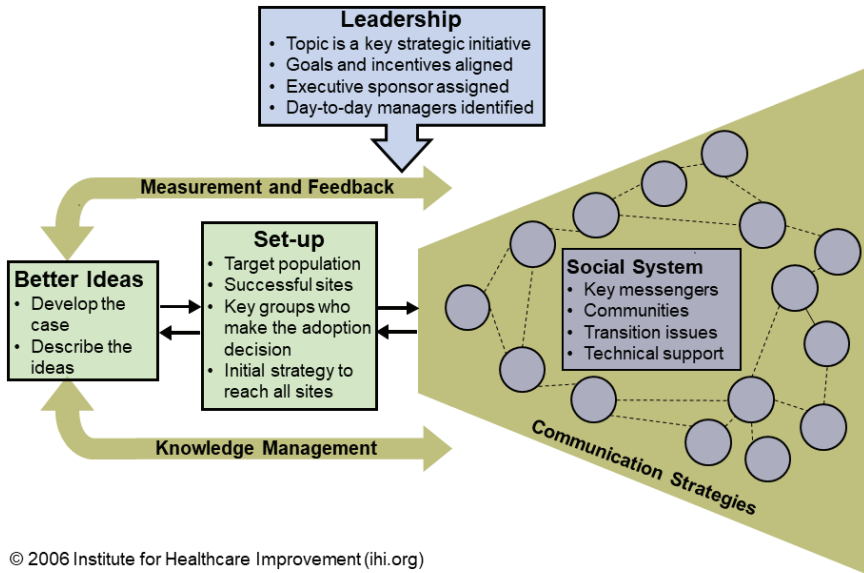 Leadership
• Topic is a key strategic initiative
• Goals and incentives aligned
• Executive sponsor assigned
• Day-to-day managers identified
Measurement and Feedback
Better Ideas
• Develop the
case
• Describe the
ideas
Set-up
• Target population
• Successful sites
• Key groups who
make the adoption
decision
• Initial strategy to
reach all sites
Social System
• Key messengers
• Communities
• Transition issues
• Technical support
Knowledge Management
Communication Strategies
© 2006 Institute for Healthcare Improvement (ihi.org)